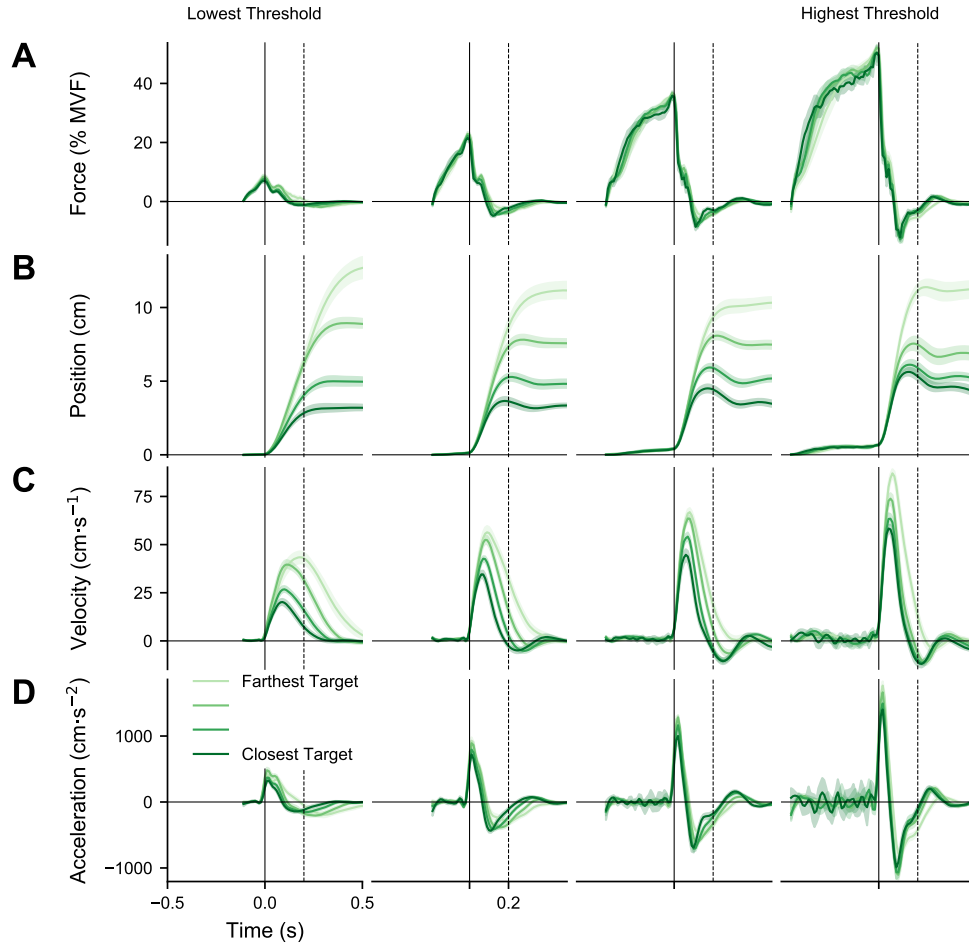 Lowest Threshold
Highest Threshold
A
Force (% MVF)
40
20
0
B
Position (cm)
10
5
0
C
Velocity (cm·s⁻¹)
75
50
25
0
D
Acceleration (cm·s⁻²)
Farthest Target
Closest Target
1000
0
−1000
−0.5
0.0
0.5
0.2
Time (s)